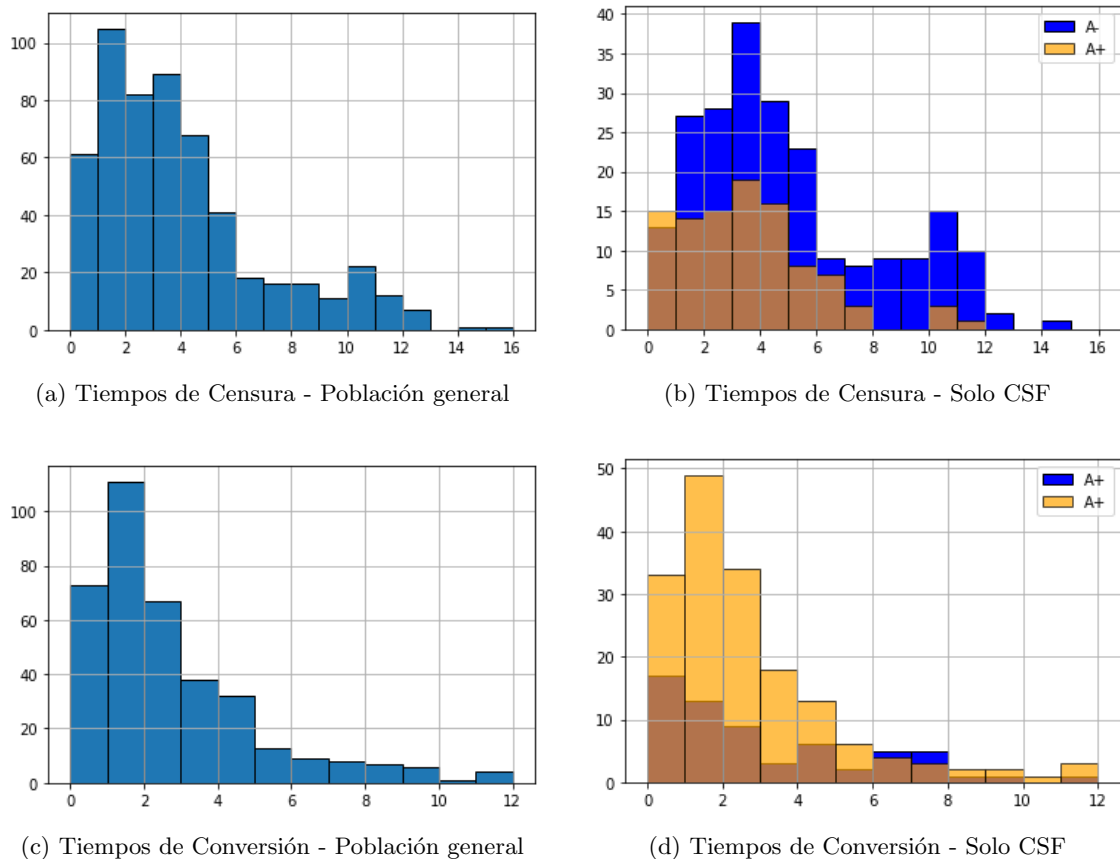 100
80
60
40
20
0
0 2 4 6 8 10 12 14 16
(a) Tiempos de Censura - Población general
40
35
30
25
20
15
10
5
0
0 2 4 6 8 10 12 14 16
A-
A+
(b) Tiempos de Censura - Solo CSF
100
80
60
40
20
0
0 2 4 6 8 10 12
(c) Tiempos de Conversión - Población general
50
40
30
20
10
0
0 2 4 6 8 10 12
A+
A+
(d) Tiempos de Conversión - Solo CSF